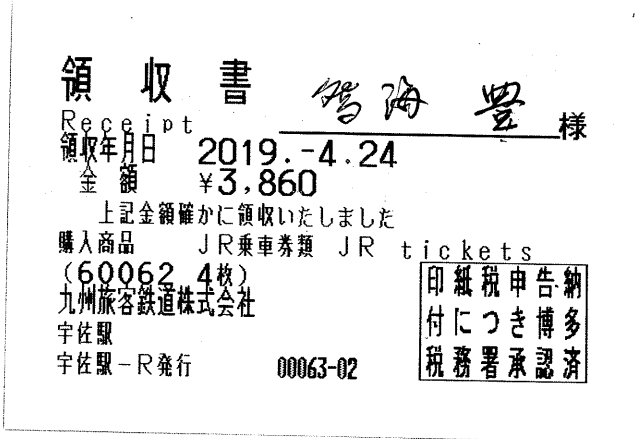 領収書
Receipt
鳴海 豊 様
領収年月日 2019.-4.24
金額 ¥3,860
上記金額確かに領収いたしました
購入商品 JR乗車券類 JR tickets
(60062 4枚)
九州旅客鉄道株式会社
宇佐駅
宇佐駅-R発行 00063-02
印紙税申告納
付につき博多
税務署承認済